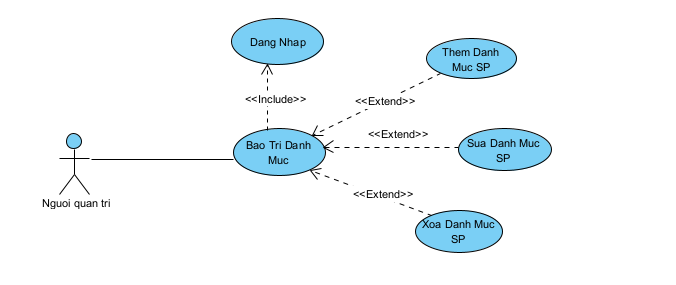 Dang Nhap
Them Danh
Muc SP
<<Include>>
<<Extend>>
<<Extend>>
Bao Tri Danh
Muc
Sua Danh Muc
SP
<<Extend>>
Nguoi quan tri
Xoa Danh Muc
SP